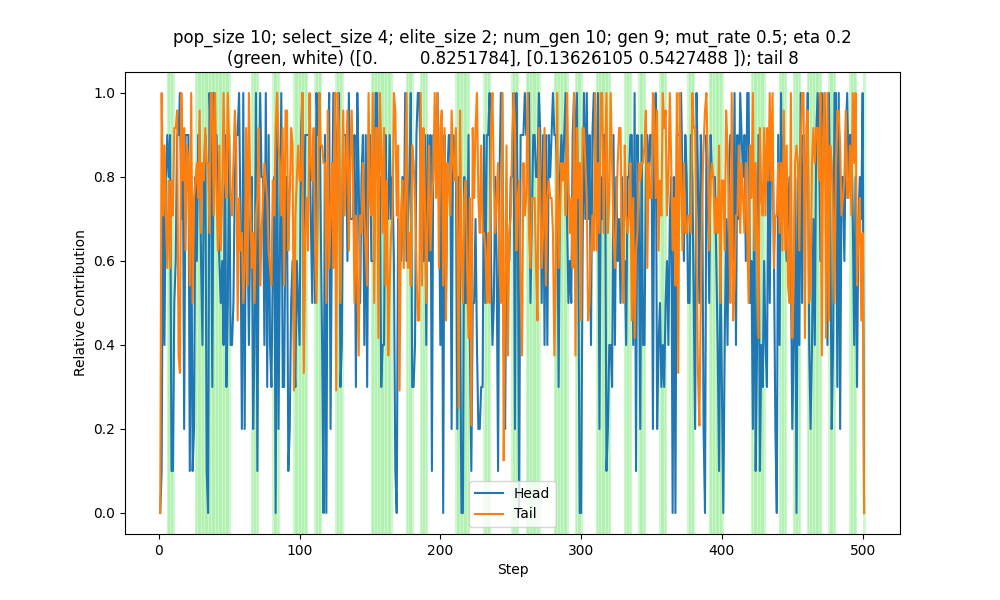 pop_size 10; select_size 4; elite_size 2; num_gen 10; gen 9; mut_rate 0.5; eta 0.2
(green, white) ([0.        0.8251784], [0.13626105 0.5427488 ]); tail 8
Relative Contribution
1.0
0.8
0.6
0.4
0.2
0.0
Head
Tail
0 100 200 300 400 500
Step